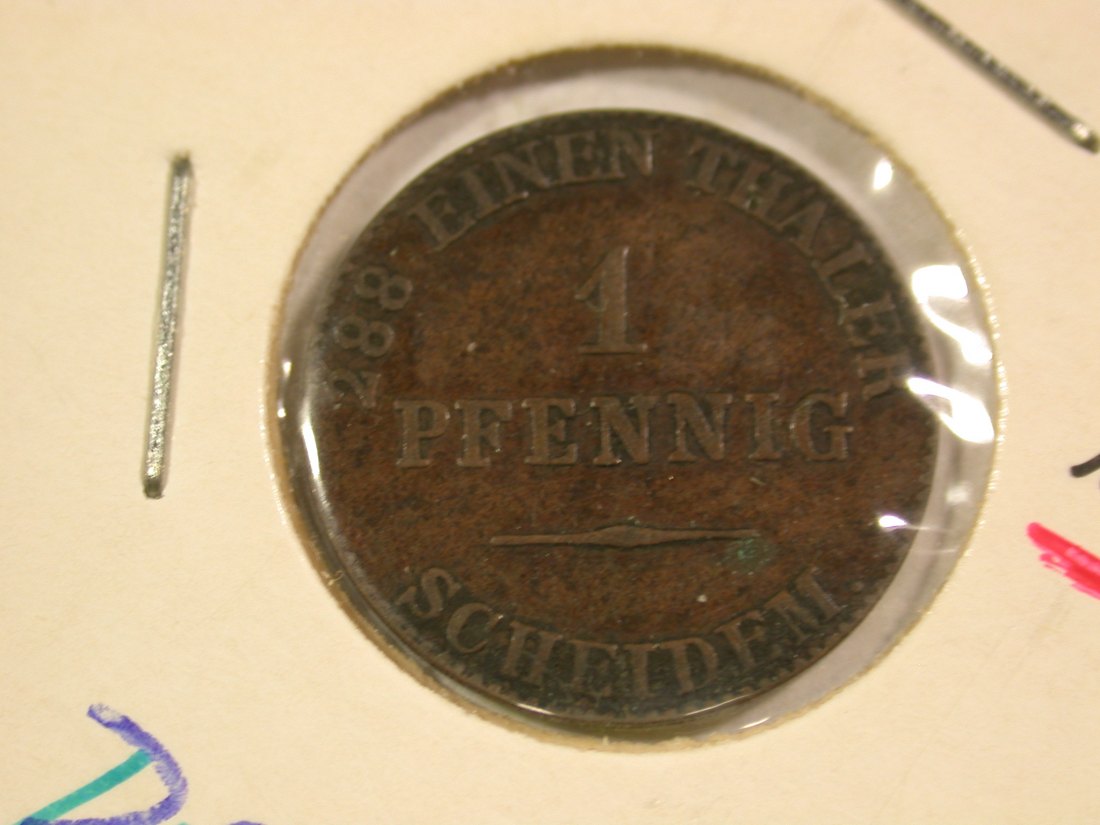 288 EINEN THALER
1
PFENNIG
SCHEIDEM.